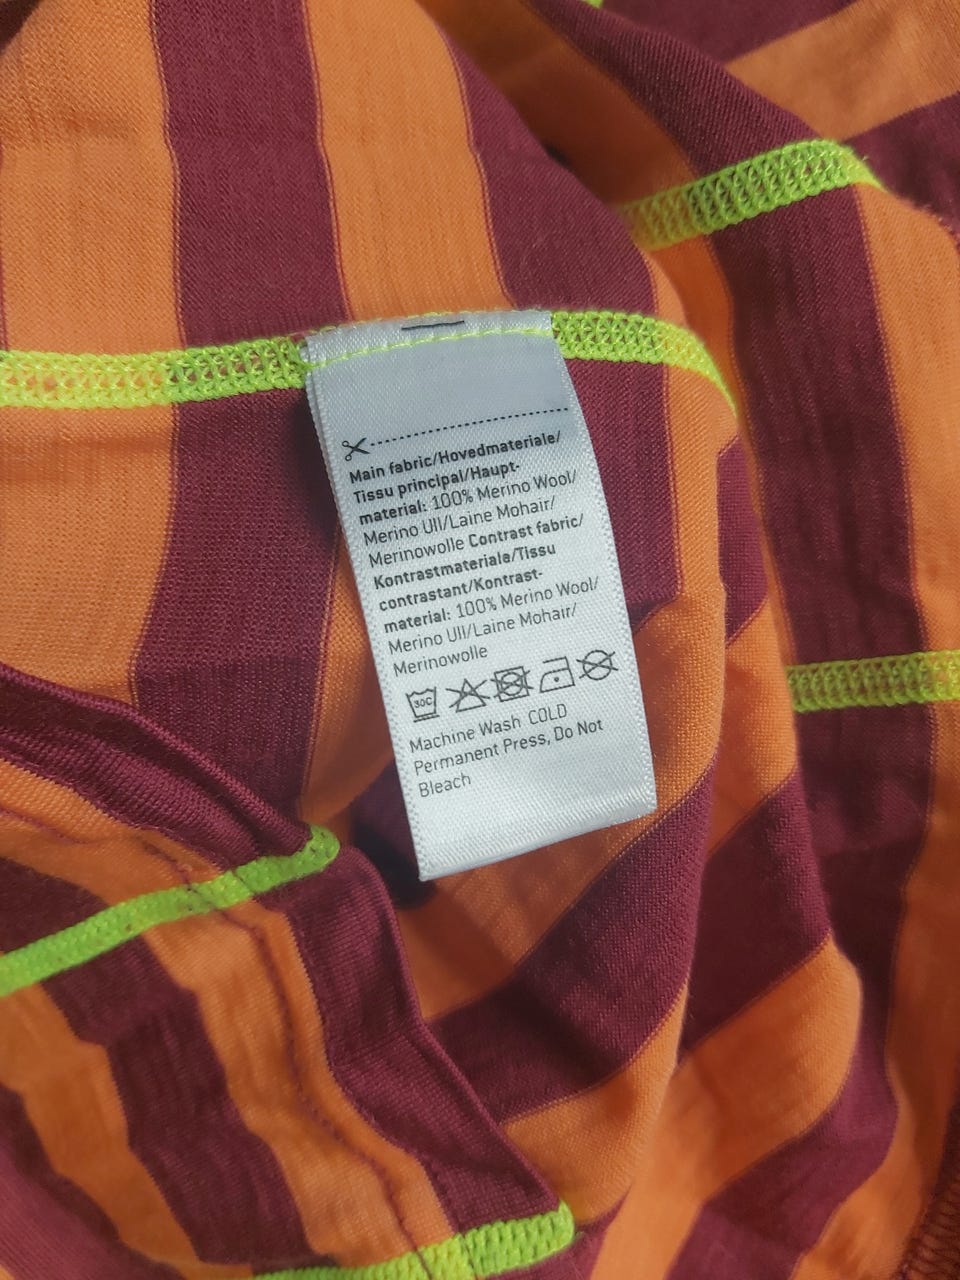 Main fabric/Hovedmateriale/
Tissu principal/Haupt-
material: 100% Merino Wool/
Merino Ull/Laine Mohair/
Merinowolle Contrast fabric/
Kontrastmateriale/Tissu
contrastant/Kontrast-
material: 100% Merino Wool/
Merino Ull/Laine Mohair/
Merinowolle
30C
Machine Wash COLD
Permanent Press, Do Not
Bleach